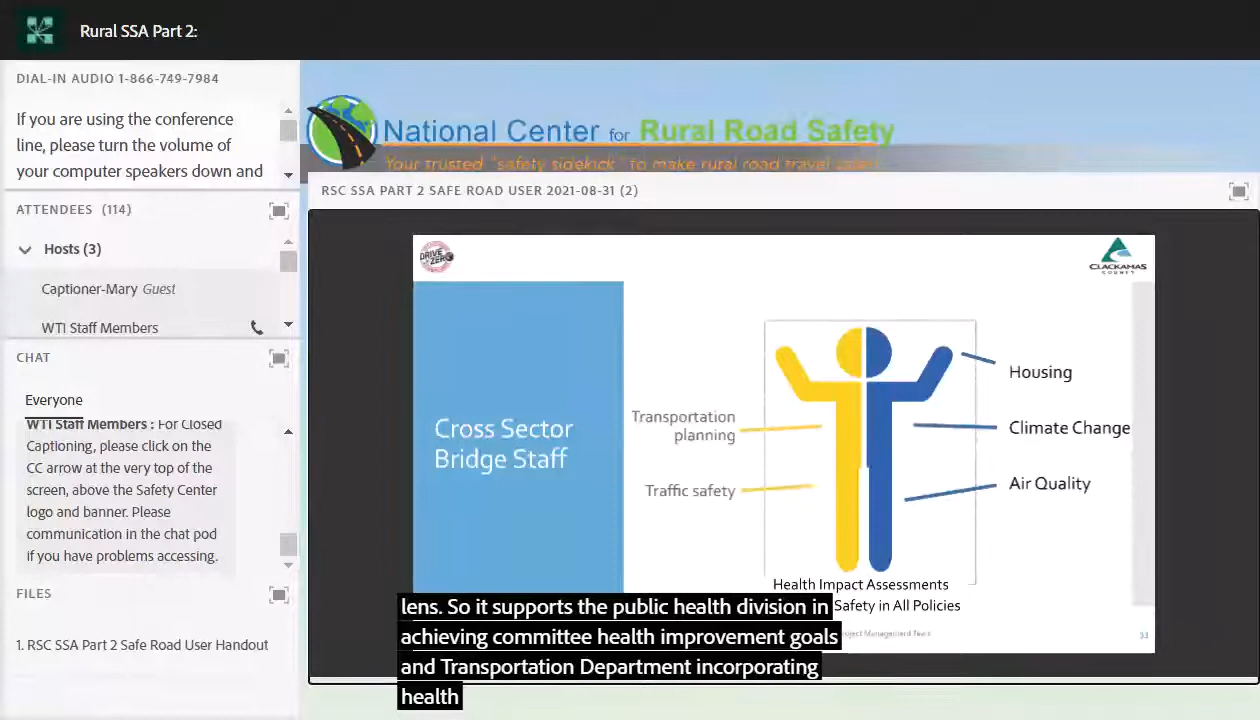 Rural SSA Part 2:
DIAL-IN AUDIO 1-866-749-7984
If you are using the conference
line, please turn the volume of
your computer speakers down and
ATTENDEES (114)
Hosts (3)
Captioner-Mary Guest
WTI Staff Members
CHAT
Everyone
WTI Staff Members : For Closed
Captioning, please click on the
CC arrow at the very top of the
screen, above the Safety Center
logo and banner. Please
communication in the chat pod
if you have problems accessing.
FILES
1. RSC SSA Part 2 Safe Road User Handout
National Center for Rural Road Safety
Your trusted "safety sidekick" to make rural road travel safer!
RSC SSA PART 2 SAFE ROAD USER 2021-08-31 (2)
DRIVE TO ZERO
CLACKAMAS
COUNTY
Cross Sector
Bridge Staff
Transportation
planning
Traffic safety
Housing
Climate Change
Air Quality
Health Impact Assessments
Safety in All Policies
Project Management Team
53
lens. So it supports the public health division in
achieving committee health improvement goals
and Transportation Department incorporating
health